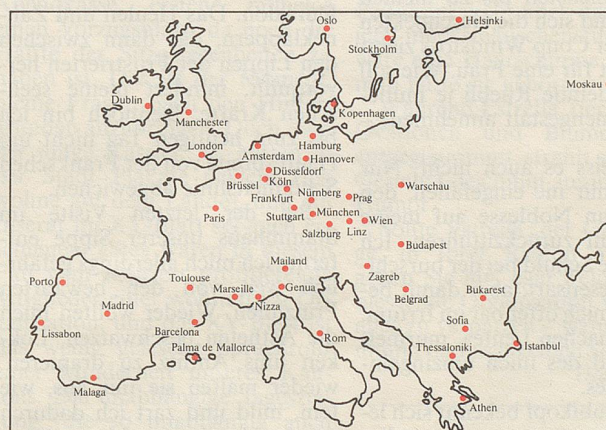 Oslo
Helsinki
Stockholm
Moskau
Dublin
Manchester
Kopenhagen
London
Hamburg
Amsterdam
Hannover
Düsseldorf
Brüssel
Köln
Frankfurt
Nürnberg
Prag
Warschau
Paris
Stuttgart
München
Wien
Salzburg
Linz
Budapest
Mailand
Zagreb
Porto
Toulouse
Marseille
Genua
Belgrad
Bukarest
Madrid
Nizza
Lissabon
Barcelona
Rom
Sofia
Istanbul
Palma de Mallorca
Thessaloniki
Malaga
Athen